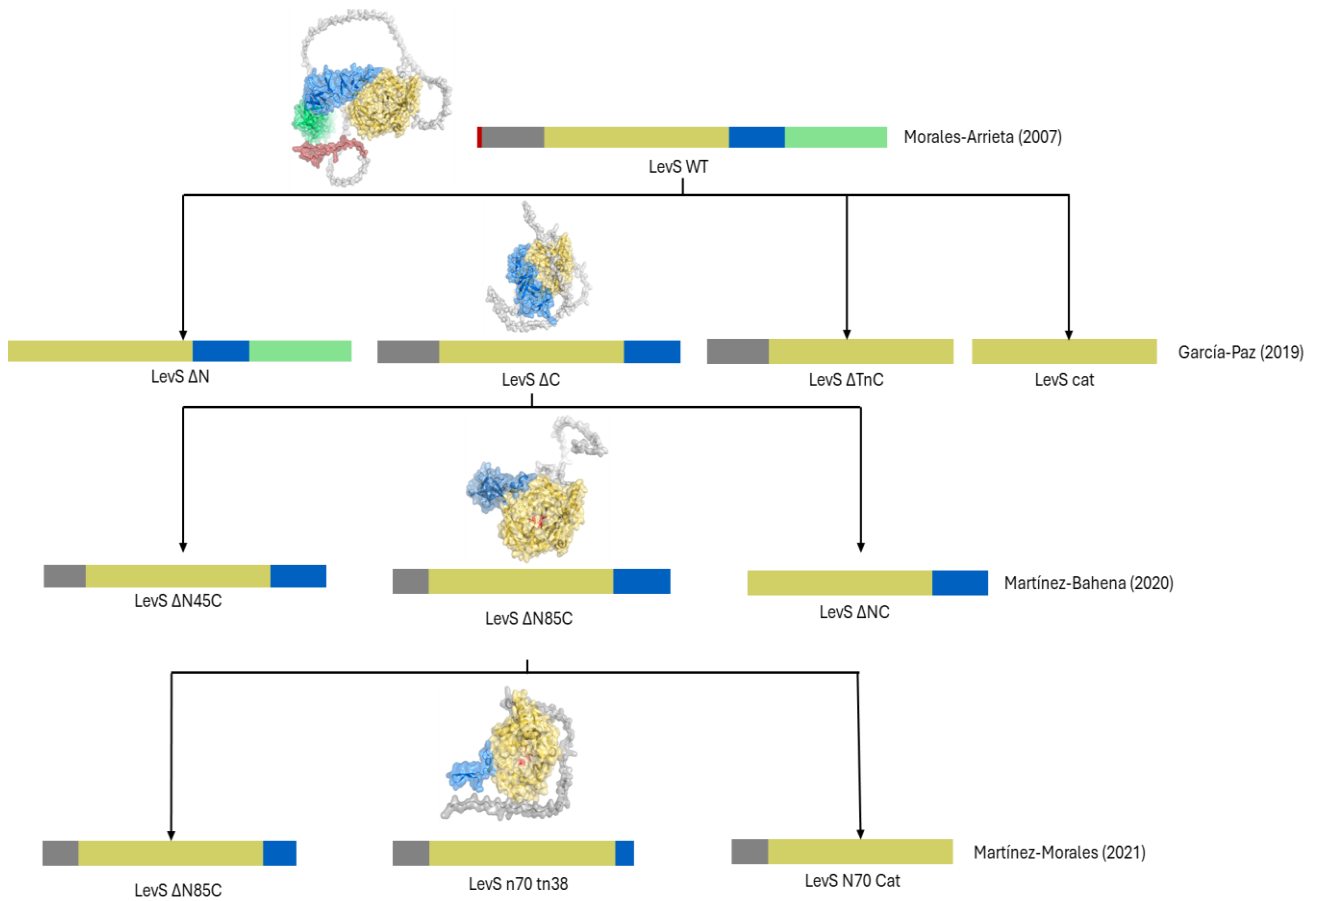 Morales-Arrieta (2007)
LevS WT
LevS ΔN
LevS ΔC
LevS ΔTnC
LevS cat
García-Paz (2019)
LevS ΔN45C
LevS ΔN85C
LevS ΔNC
Martínez-Bahena (2020)
LevS ΔN85C
LevS n70 tn38
LevS N70 Cat
Martínez-Morales (2021)